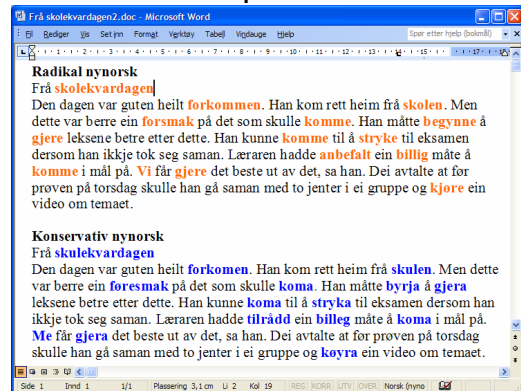 Frå skolekvardagen2.doc - Microsoft Word
Fil Rediger Vis Set inn Format Verktøy Tabell Vindauge Hjelp Spør etter hjelp (bokmål)
Radikal nynorsk
Frå skolekvardagen
Den dagen var guten heilt forkommen. Han kom rett heim frå skolen. Men
dette var berre ein forsmak på det som skulle komme. Han måtte begynne å
gjere leksene betre etter dette. Han kunne komme til å stryke til eksamen
dersom han ikkje tok seg saman. Læraren hadde anbefalt ein billig måte å
komme i mål på. Vi får gjere det beste ut av det, sa han. Dei avtalte at før
prøven på torsdag skulle han gå saman med to jenter i ei gruppe og kjøre ein
video om temaet.
Konservativ nynorsk
Frå skulekvardagen
Den dagen var guten heilt forkomen. Han kom rett heim frå skulen. Men dette
var berre ein føresmak på det som skulle koma. Han måtte byrja å gjera
leksene betre etter dette. Han kunne koma til å stryka til eksamen dersom han
ikkje tok seg saman. Læraren hadde tilrådd ein billeg måte å koma i mål på.
Me får gjera det beste ut av det, sa han. Dei avtalte at før prøven på torsdag
skulle han gå saman med to jenter i ei gruppe og køyra ein video om temaet.
Side 1 Innd 1 1/1 Plassering 3,1 cm Li 2 Kol 19 REG KORR UTV OVER Norsk (nyno